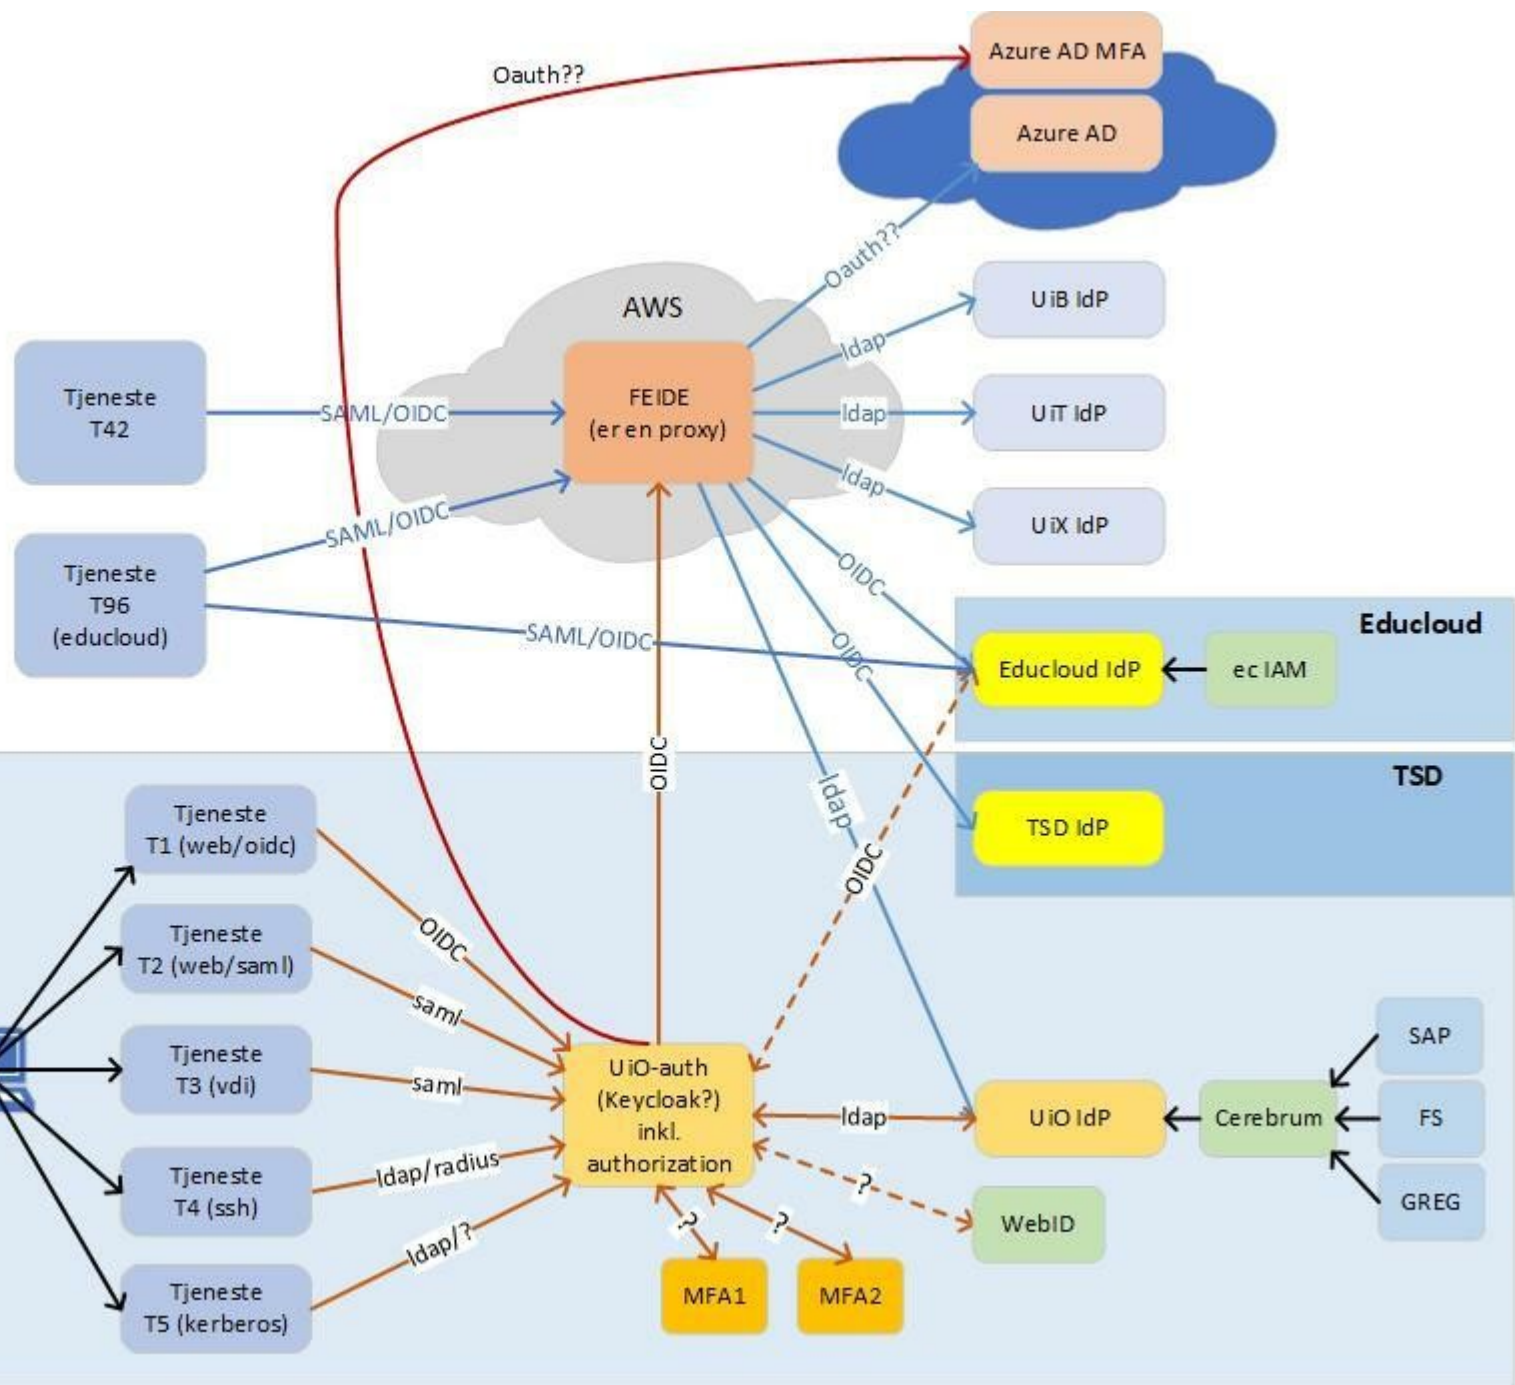 Azure AD MFA
Oauth??
Azure AD
Oauth??
UiB IdP
AWS
ldap
Tjeneste
T42
SAML/OIDC
FEIDE
(er en proxy)
ldap
UiT IdP
ldap
UiX IdP
SAML/OIDC
Tjeneste
T96
(educloud)
OIDC
SAML/OIDC
OIDC
Educloud
Educloud IdP
ec IAM
OIDC
ldap
TSD
TSD IdP
OIDC
Tjeneste
T1 (web/oidc)
OIDC
Tjeneste
T2 (web/saml)
saml
Tjeneste
T3 (vdi)
saml
UiO-auth
(Keycloak?)
inkl.
authorization
ldap
UiO IdP
Cerebrum
SAP
FS
GREG
Tjeneste
T4 (ssh)
ldap/radius
?
WebID
Tjeneste
T5 (kerberos)
ldap/?
?
?
MFA1
MFA2